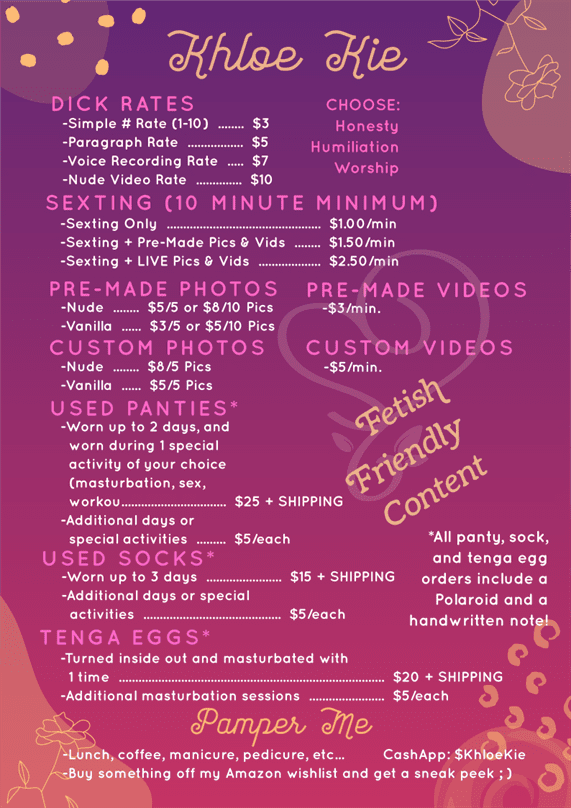 Khloe Kie
DICK RATES
-Simple # Rate (1-10) ........ $3
-Paragraph Rate ................. $5
-Voice Recording Rate ..... $7
-Nude Video Rate .............. $10
CHOOSE:
Honesty
Humiliation
Worship
SEXTING (10 MINUTE MINIMUM)
-Sexting Only ............................................... $1.00/min
-Sexting + Pre-Made Pics & Vids ........ $1.50/min
-Sexting + LIVE Pics & Vids ................... $2.50/min
PRE-MADE PHOTOS
-Nude ........ $5/5 or $8/10 Pics
-Vanilla ...... $3/5 or $5/10 Pics
PRE-MADE VIDEOS
-$3/min.
CUSTOM PHOTOS
-Nude ........ $8/5 Pics
-Vanilla ...... $5/5 Pics
CUSTOM VIDEOS
-$5/min.
USED PANTIES*
-Worn up to 2 days, and
worn during 1 special
activity of your choice
(masturbation, sex,
workou................................ $25 + SHIPPING
-Additional days or
special activities ......... $5/each
Fetish
Friendly
Content
USED SOCKS*
-Worn up to 3 days ....................... $15 + SHIPPING
-Additional days or special
activities .......................................... $5/each
*All panty, sock,
and tenga egg
orders include a
Polaroid and a
handwritten note!
TENGA EGGS*
-Turned inside out and masturbated with
1 time ................................................................................. $20 + SHIPPING
-Additional masturbation sessions ....................... $5/each
Pamper Me
-Lunch, coffee, manicure, pedicure, etc... CashApp: $KhloeKie
-Buy something off my Amazon wishlist and get a sneak peek ; )